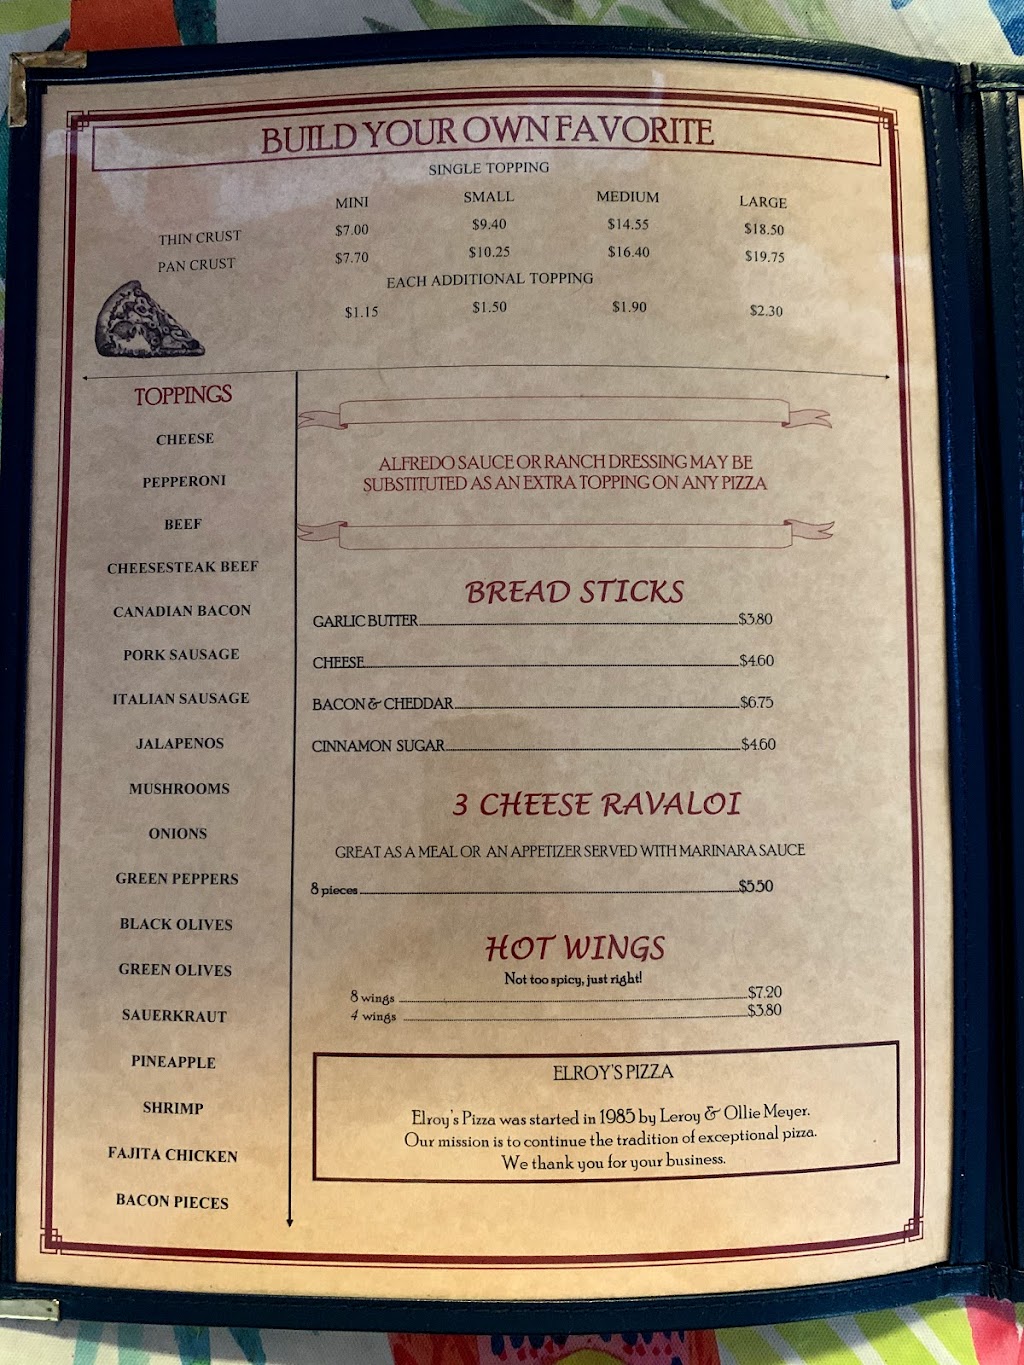 BUILD YOUR OWN FAVORITE
SINGLE TOPPING
MINI SMALL MEDIUM LARGE
THIN CRUST $7.00 $9.40 $14.55 $18.50
PAN CRUST $7.70 $10.25 $16.40 $19.75
EACH ADDITIONAL TOPPING
$1.15 $1.50 $1.90 $2.30
TOPPINGS
CHEESE
PEPPERONI
BEEF
CHEESESTEAK BEEF
CANADIAN BACON
PORK SAUSAGE
ITALIAN SAUSAGE
JALAPENOS
MUSHROOMS
ONIONS
GREEN PEPPERS
BLACK OLIVES
GREEN OLIVES
SAUERKRAUT
PINEAPPLE
SHRIMP
FAJITA CHICKEN
BACON PIECES
ALFREDO SAUCE OR RANCH DRESSING MAY BE
SUBSTITUTED AS AN EXTRA TOPPING ON ANY PIZZA
BREAD STICKS
GARLIC BUTTER $3.80
CHEESE $4.60
BACON & CHEDDAR $6.75
CINNAMON SUGAR $4.60
3 CHEESE RAVALOI
GREAT AS A MEAL OR AN APPETIZER SERVED WITH MARINARA SAUCE
8 pieces $5.50
HOT WINGS
Not too spicy, just right!
8 wings $7.20
4 wings $3.80
ELROY'S PIZZA
Elroy's Pizza was started in 1985 by Leroy & Ollie Meyer.
Our mission is to continue the tradition of exceptional pizza.
We thank you for your business.